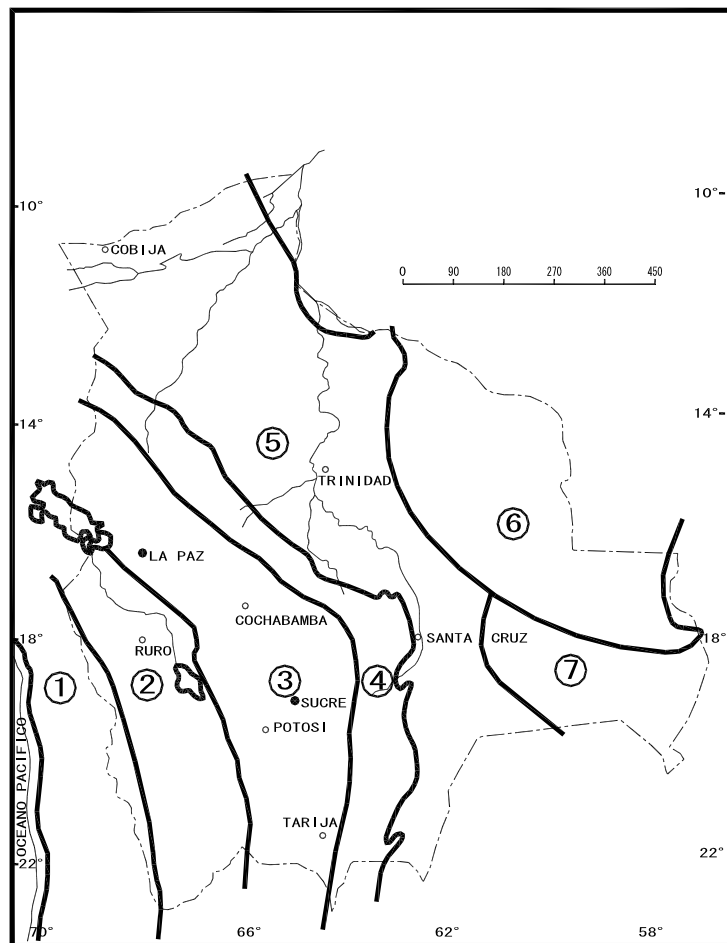 10°
10°
COBIJA
0 90 180 270 360 450
14°
14°
5
TRINIDAD
6
LA PAZ
COCHABAMBA
18°
RURO
SANTA CRUZ
18°
1
2
3
4
7
SUCRE
POTOSI
OCEANO PACIFICO
TARIJA
22°
22°
70°
66°
62°
58°